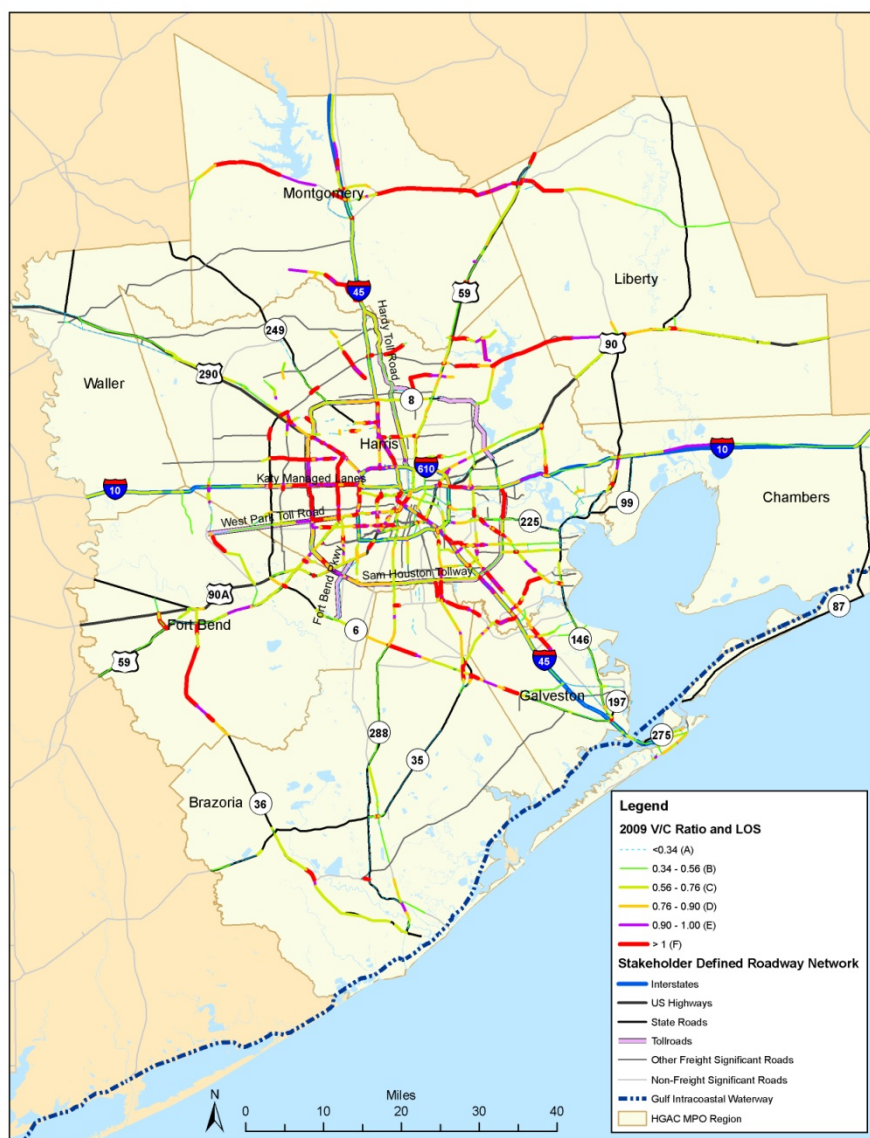 Montgomery
Liberty
45
59
Hardy Toll Road
249
90
290
Waller
8
Harris
610
10
Katy Managed Lanes
10
Chambers
99
West Park Toll Road
225
Fort Bend Pkwy
Sam Houston Tollway
90A
87
Fort Bend
6
146
59
45
Galveston
197
288
275
35
Brazoria
36
Legend
2009 V/C Ratio and LOS
<0.34 (A)
0.34 - 0.56 (B)
0.56 - 0.76 (C)
0.76 - 0.90 (D)
0.90 - 1.00 (E)
> 1 (F)
Stakeholder Defined Roadway Network
Interstates
US Highways
State Roads
Tollroads
Other Freight Significant Roads
Non-Freight Significant Roads
Gulf Intracoastal Waterway
HGAC MPO Region
N
Miles
0 10 20 30 40